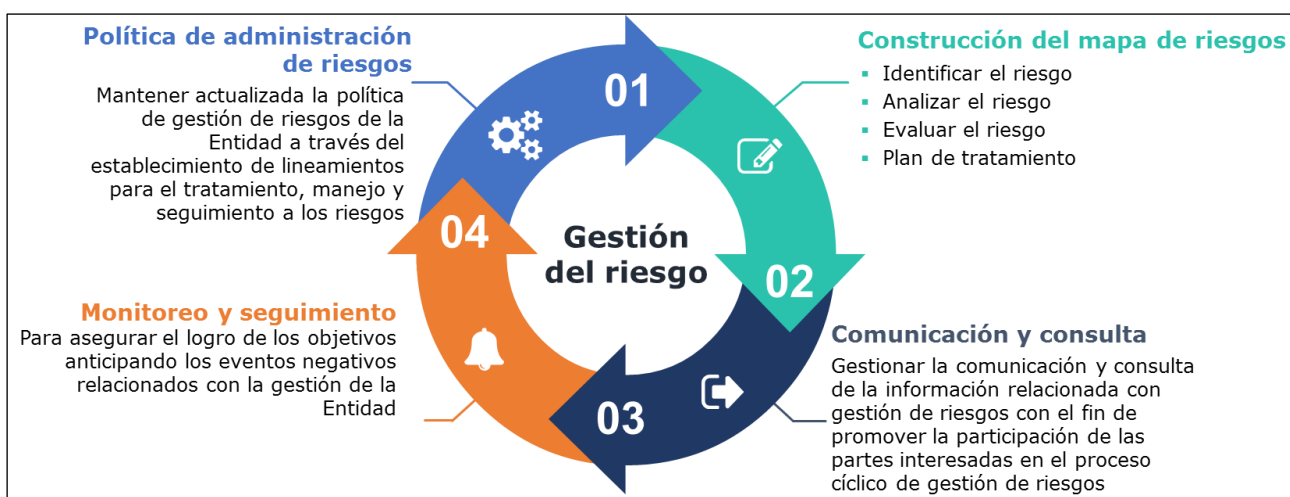 Política de administración
de riesgos
Mantener actualizada la política
de gestión de riesgos de la
Entidad a través del
establecimiento de lineamientos
para el tratamiento, manejo y
seguimiento a los riesgos
01
Construcción del mapa de riesgos
▪ Identificar el riesgo
▪ Analizar el riesgo
▪ Evaluar el riesgo
▪ Plan de tratamiento
02
Gestión
del riesgo
Comunicación y consulta
Gestionar la comunicación y consulta
de la información relacionada con
gestión de riesgos con el fin de
promover la participación de las
partes interesadas en el proceso
cíclico de gestión de riesgos
03
Monitoreo y seguimiento
Para asegurar el logro de los objetivos
anticipando los eventos negativos
relacionados con la gestión de la
Entidad
04